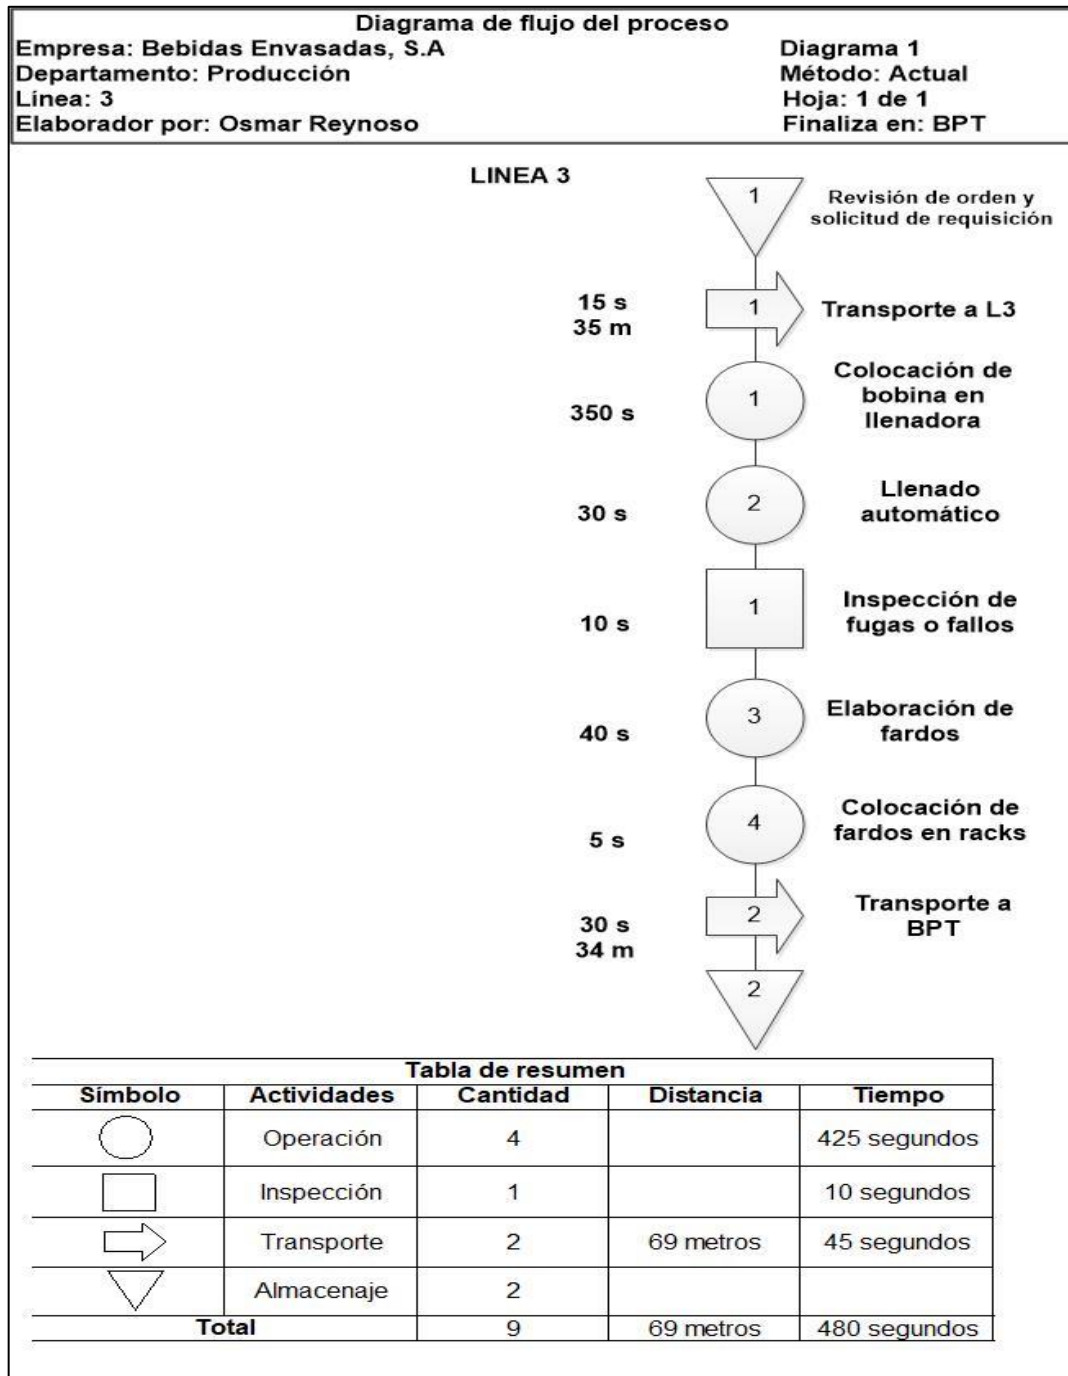 Diagrama de flujo del proceso
Empresa: Bebidas Envasadas, S.A
Diagrama 1
Departamento: Producción
Método: Actual
Línea: 3
Hoja: 1 de 1
Elaborador por: Osmar Reynoso
Finaliza en: BPT
LINEA 3
1
Revisión de orden y
solicitud de requisición
15 s
35 m
1
Transporte a L3
350 s
1
Colocación de
bobina en
llenadora
30 s
2
Llenado
automático
10 s
1
Inspección de
fugas o fallos
40 s
3
Elaboración de
fardos
5 s
4
Colocación de
fardos en racks
30 s
34 m
2
Transporte a
BPT
2
Tabla de resumen
Símbolo Actividades Cantidad Distancia Tiempo
Operación 4 425 segundos
Inspección 1 10 segundos
Transporte 2 69 metros 45 segundos
Almacenaje 2
Total 9 69 metros 480 segundos